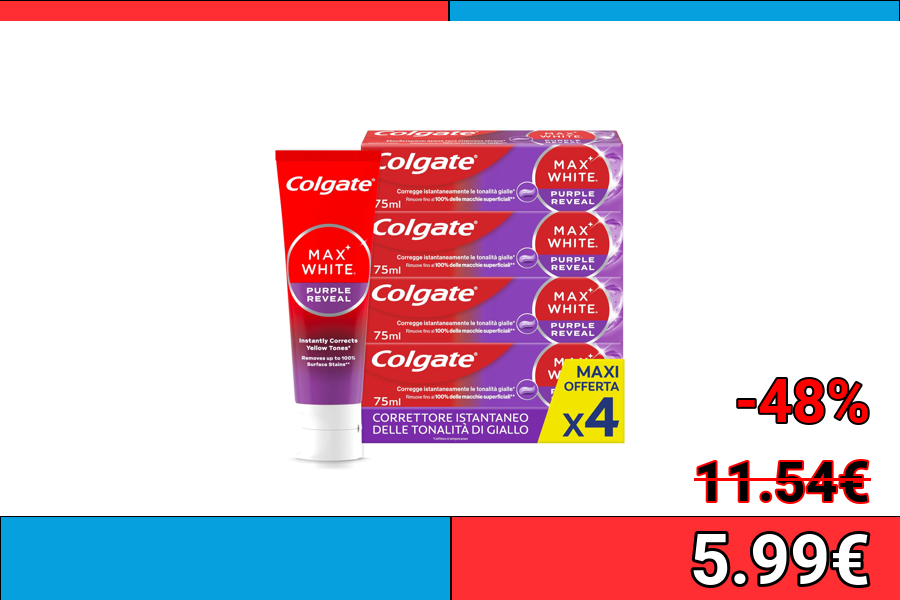 Colgate®
MAX
WHITE
Colgate®
MAX
WHITE
PURPLE
REVEAL
Corregge istantaneamente le tonalità gialle*
Rimuove fino al 100% delle macchie superficiali**
75ml
Colgate®
MAX
WHITE
PURPLE
REVEAL
Corregge istantaneamente le tonalità gialle*
Rimuove fino al 100% delle macchie superficiali**
75ml
Colgate®
MAX
WHITE
PURPLE
REVEAL
Corregge istantaneamente le tonalità gialle*
Rimuove fino al 100% delle macchie superficiali**
75ml
Colgate®
MAX
Corregge istantaneamente le tonalità gialle*
Rimuove fino al 100% delle macchie superficiali**
75ml
MAXI
OFFERTA
x4
CORRETTORE ISTANTANEO
DELLE TONALITÀ DI GIALLO
Colgate®
MAX
WHITE
PURPLE
REVEAL
Instantly Corrects
Yellow Tones*
Removes up to 100%
Surface Stains**
-48%
11.54€
5.99€